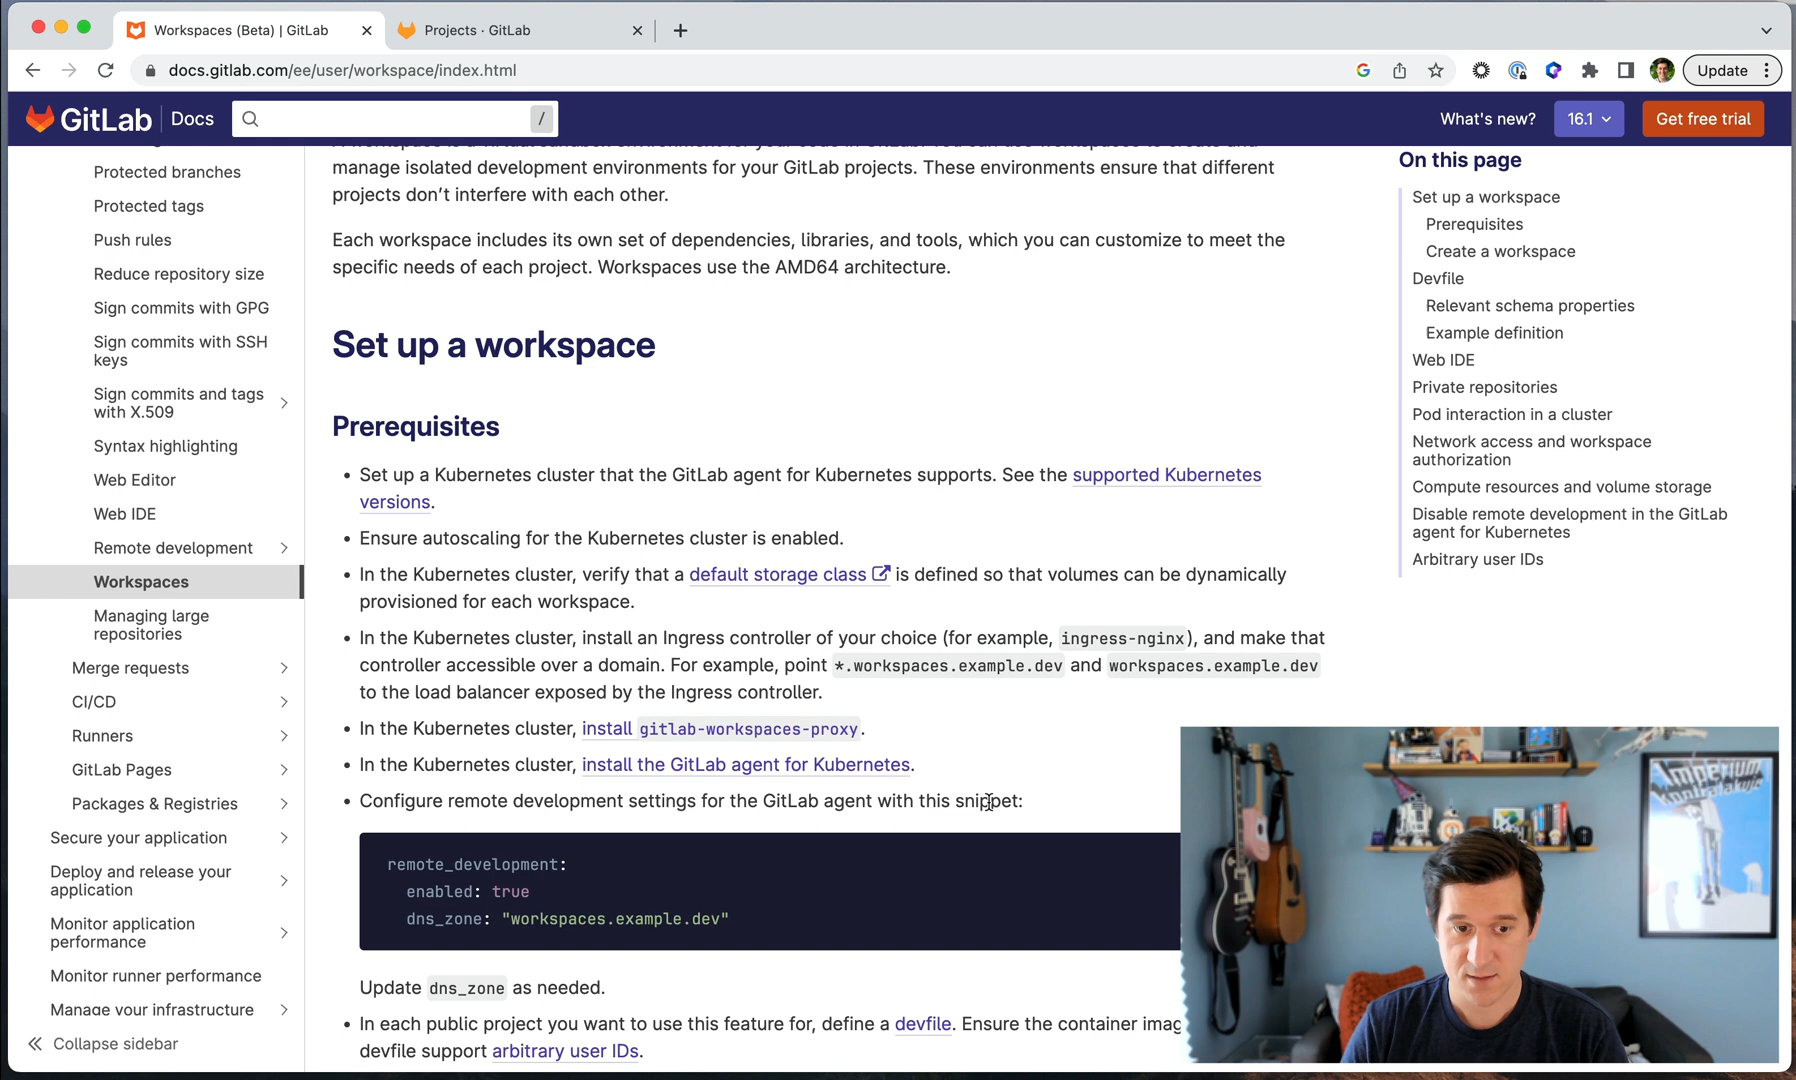 Workspaces (Beta) | GitLab
Projects · GitLab
docs.gitlab.com/ee/user/workspace/index.html
Update
GitLab Docs
/
What's new?
16.1
Get free trial
Protected branches
Protected tags
Push rules
Reduce repository size
Sign commits with GPG
Sign commits with SSH
keys
Sign commits and tags
with X.509
Syntax highlighting
Web Editor
Web IDE
Remote development
Workspaces
Managing large
repositories
Merge requests
CI/CD
Runners
GitLab Pages
Packages & Registries
Secure your application
Deploy and release your
application
Monitor application
performance
Monitor runner performance
Manage your infrastructure
Collapse sidebar
manage isolated development environments for your GitLab projects. These environments ensure that different
projects don’t interfere with each other.
Each workspace includes its own set of dependencies, libraries, and tools, which you can customize to meet the
specific needs of each project. Workspaces use the AMD64 architecture.
Set up a workspace
Prerequisites
• Set up a Kubernetes cluster that the GitLab agent for Kubernetes supports. See the supported Kubernetes
versions.
• Ensure autoscaling for the Kubernetes cluster is enabled.
• In the Kubernetes cluster, verify that a default storage class is defined so that volumes can be dynamically
provisioned for each workspace.
• In the Kubernetes cluster, install an Ingress controller of your choice (for example, ingress-nginx), and make that
controller accessible over a domain. For example, point *.workspaces.example.dev and workspaces.example.dev
to the load balancer exposed by the Ingress controller.
• In the Kubernetes cluster, install gitlab-workspaces-proxy.
• In the Kubernetes cluster, install the GitLab agent for Kubernetes.
• Configure remote development settings for the GitLab agent with this snippet:
remote_development:
enabled: true
dns_zone: "workspaces.example.dev"
Update dns_zone as needed.
• In each public project you want to use this feature for, define a devfile. Ensure the container imag
devfile support arbitrary user IDs.
On this page
Set up a workspace
Prerequisites
Create a workspace
Devfile
Relevant schema properties
Example definition
Web IDE
Private repositories
Pod interaction in a cluster
Network access and workspace
authorization
Compute resources and volume storage
Disable remote development in the GitLab
agent for Kubernetes
Arbitrary user IDs